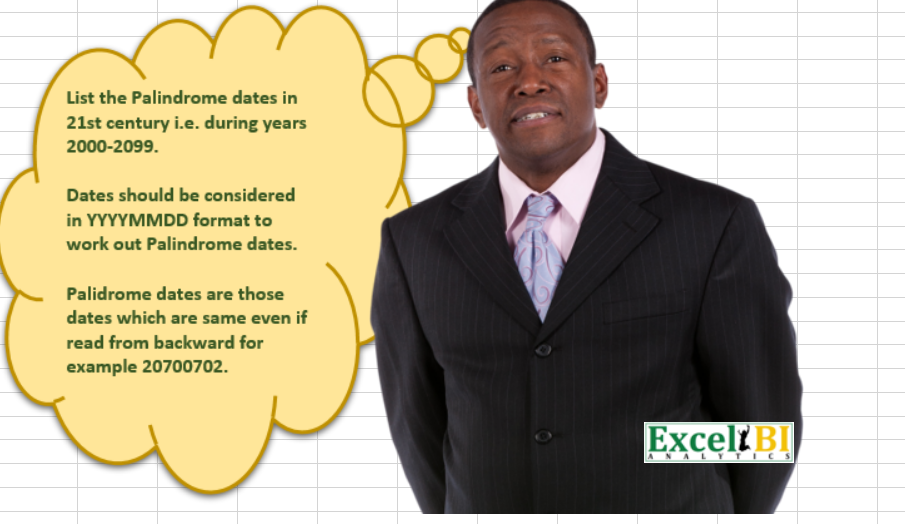 List the Palindrome dates in
21st century i.e. during years
2000-2099.
Dates should be considered
in YYYYMMDD format to
work out Palindrome dates.
Palidrome dates are those
dates which are same even if
read from backward for
example 20700702.
Excel BI
ANALYTICS